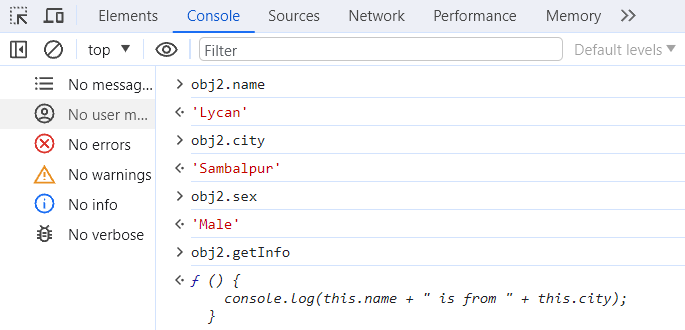 Elements Console Sources Network Performance Memory
top Filter Default levels
No messag...
No user m...
No errors
No warnings
No info
No verbose
obj2.name
'Lycan'
obj2.city
'Sambalpur'
obj2.sex
'Male'
obj2.getInfo
ƒ () {
console.log(this.name + " is from " + this.city);
}